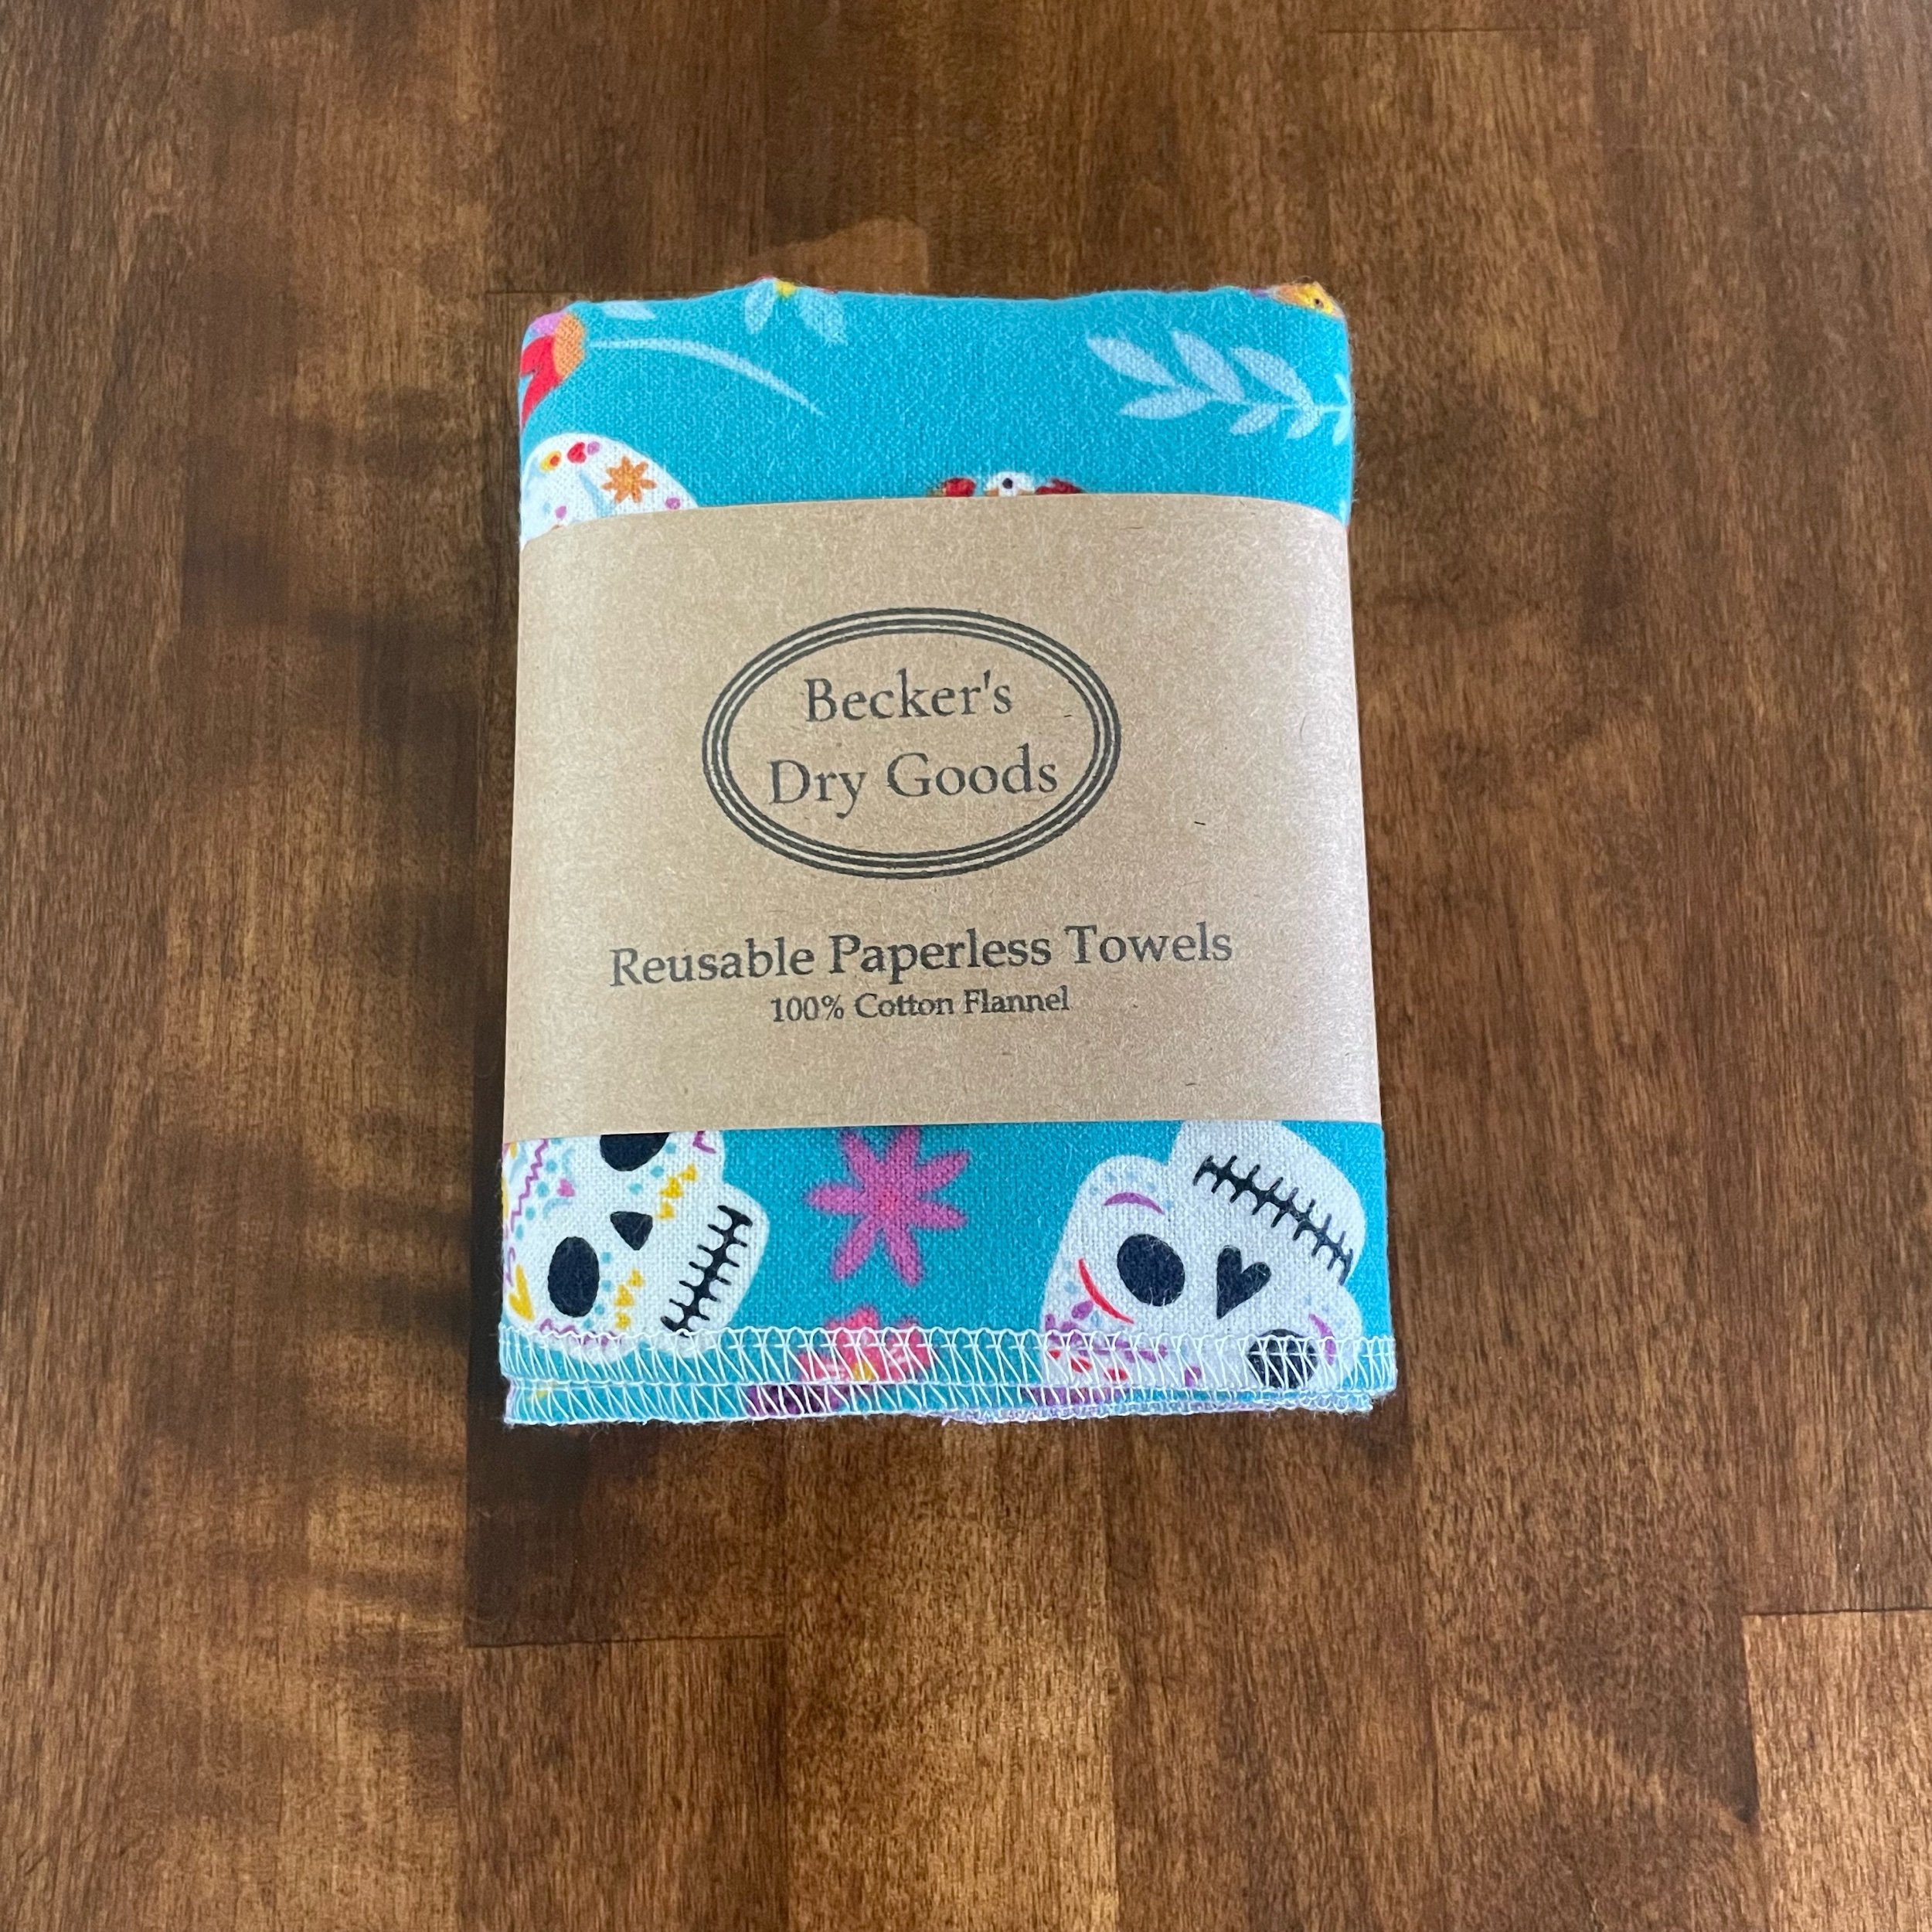 Becker's
Dry Goods
Reusable Paperless Towels
100% Cotton Flannel